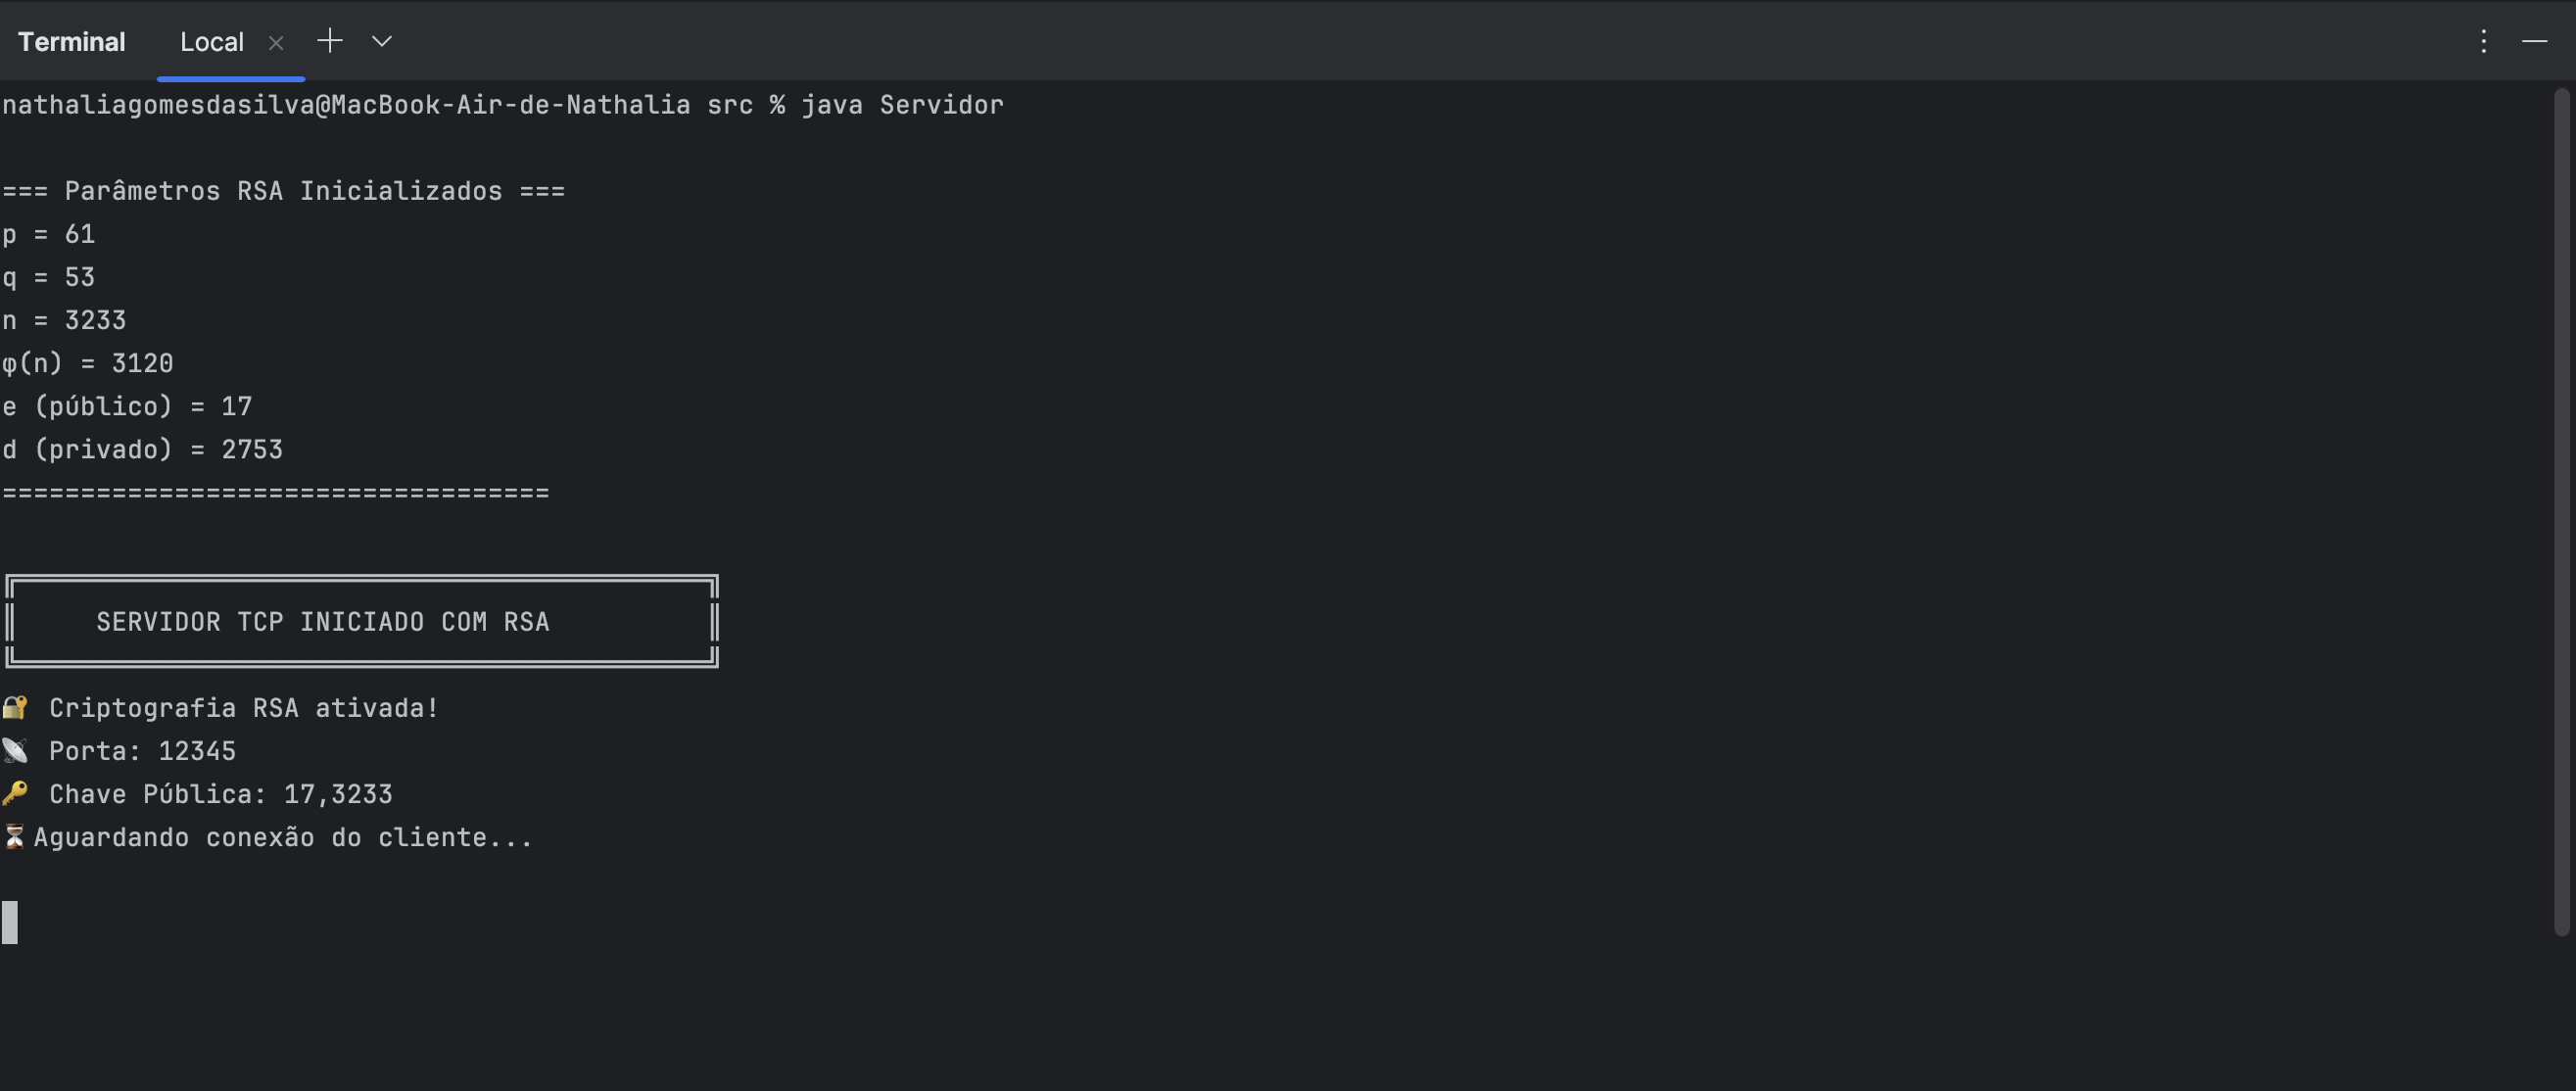 Terminal Local
nathaliagomesdasilva@MacBook-Air-de-Nathalia src % java Servidor
=== Parâmetros RSA Inicializados ===
p = 61
q = 53
n = 3233
φ(n) = 3120
e (público) = 17
d (privado) = 2753
===================================
SERVIDOR TCP INICIADO COM RSA
🔐 Criptografia RSA ativada!
📡 Porta: 12345
🔑 Chave Pública: 17,3233
⏳Aguardando conexão do cliente...